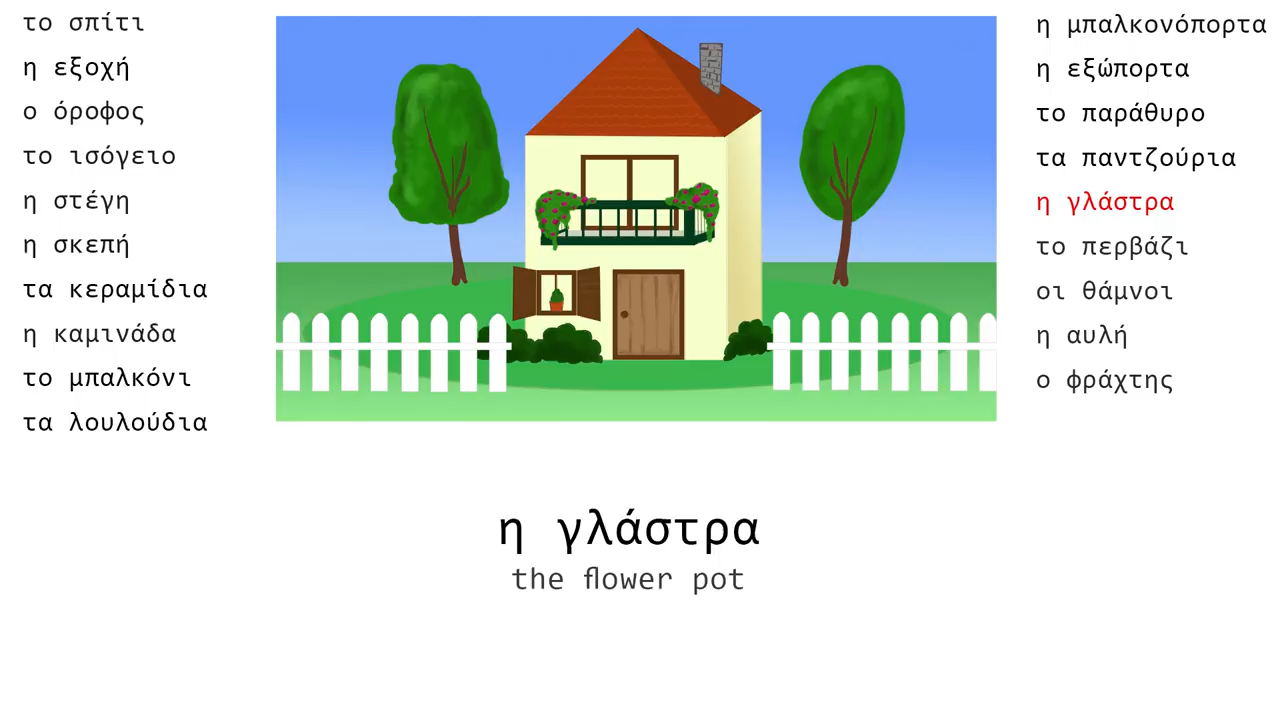 το σπίτι
η εξοχή
ο όροφος
το ισόγειο
η στέγη
η σκεπή
τα κεραμίδια
η καμινάδα
το μπαλκόνι
τα λουλούδια
η μπαλκονόπορτα
η εξώπορτα
το παράθυρο
τα παντζούρια
η γλάστρα
το περβάζι
οι θάμνοι
η αυλή
ο φράχτης
η γλάστρα
the flower pot